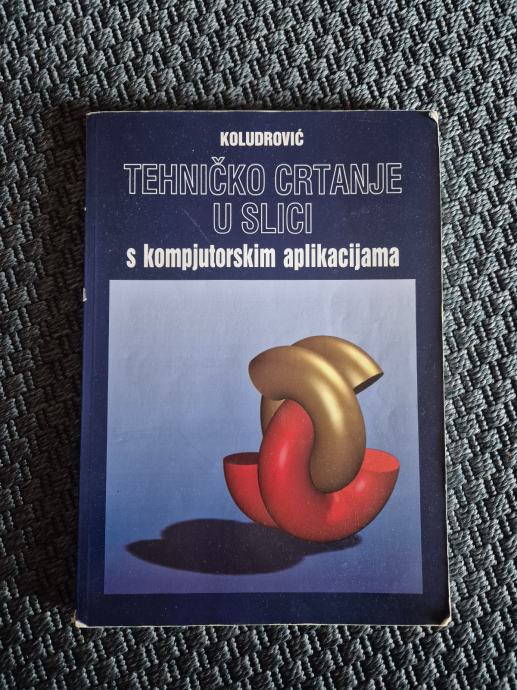 KOLUDROVIĆ
TEHNIČKO CRTANJE
U SLICI
s kompjutorskim aplikacijama